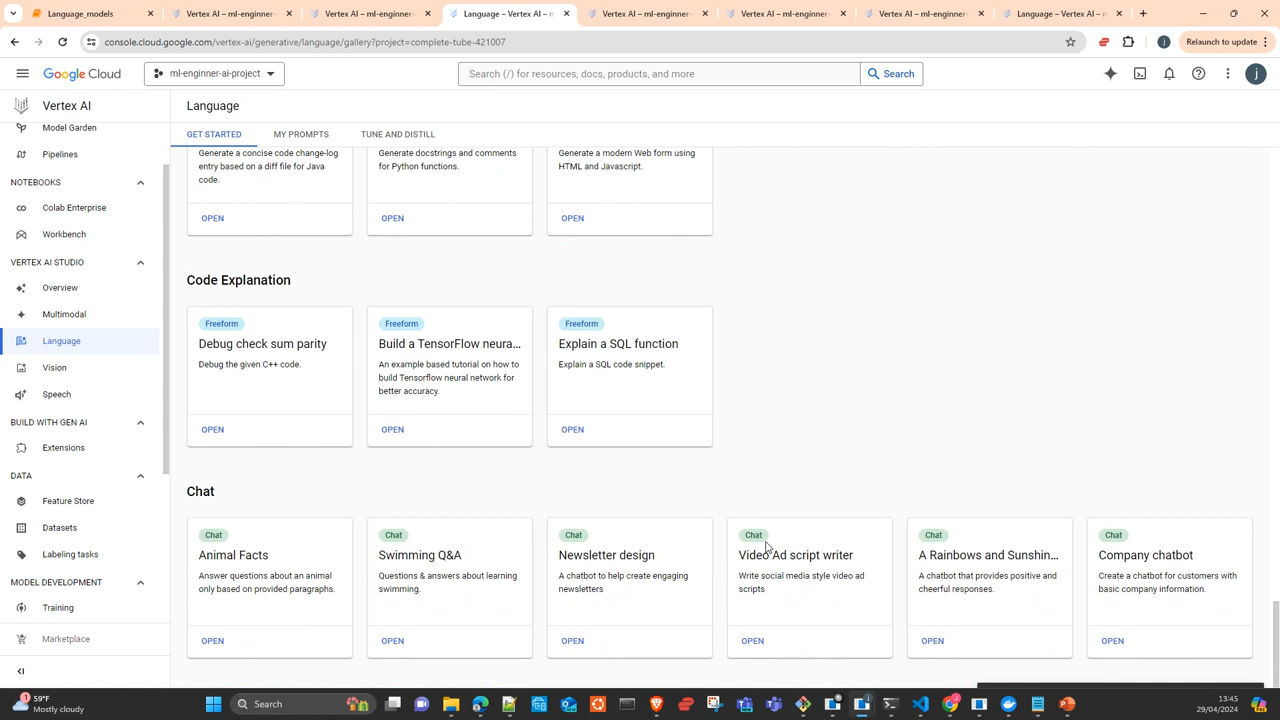 Language_models
Vertex AI – ml-enginner-
Vertex AI – ml-enginner-
Language – Vertex AI – n
Vertex AI – ml-enginner-
Vertex AI – ml-enginner-
Vertex AI – ml-enginner-
Language – Vertex AI – n
console.cloud.google.com/vertex-ai/generative/language/gallery?project=complete-tube-421007
Relaunch to update
Google Cloud
ml-enginner-ai-project
Search (/) for resources, docs, products, and more
Search
j
Vertex AI
Model Garden
Pipelines
NOTEBOOKS
Colab Enterprise
Workbench
VERTEX AI STUDIO
Overview
Multimodal
Language
Vision
Speech
BUILD WITH GEN AI
Extensions
DATA
Feature Store
Datasets
Labeling tasks
MODEL DEVELOPMENT
Training
Marketplace
Language
GET STARTED
MY PROMPTS
TUNE AND DISTILL
Generate a concise code change-log
entry based on a diff file for Java
code.
OPEN
Generate docstrings and comments
for Python functions.
OPEN
Generate a modern Web form using
HTML and Javascript.
OPEN
Code Explanation
Freeform
Debug check sum parity
Debug the given C++ code.
OPEN
Freeform
Build a TensorFlow neura...
An example based tutorial on how to
build Tensorflow neural network for
better accuracy.
OPEN
Freeform
Explain a SQL function
Explain a SQL code snippet.
OPEN
Chat
Chat
Animal Facts
Answer questions about an animal
only based on provided paragraphs.
OPEN
Chat
Swimming Q&A
Questions & answers about learning
swimming.
OPEN
Chat
Newsletter design
A chatbot to help create engaging
newsletters
OPEN
Chat
Video Ad script writer
Write social media style video ad
scripts
OPEN
Chat
A Rainbows and Sunshin...
A chatbot that provides positive and
cheerful responses.
OPEN
Chat
Company chatbot
Create a chatbot for customers with
basic company information.
OPEN
59°F
Mostly cloudy
Search
13:45
29/04/2024